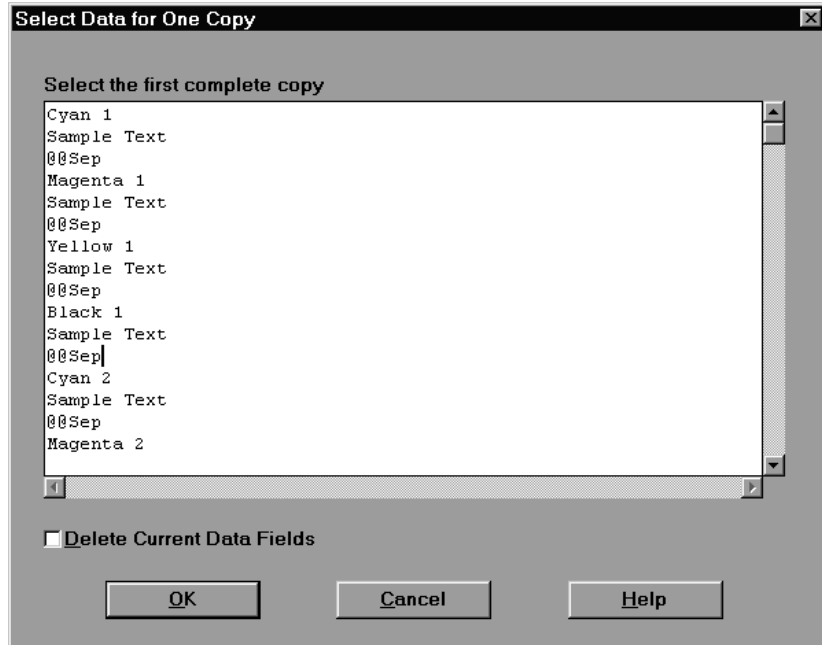 Select Data for One Copy
Select the first complete copy
Cyan 1
Sample Text
@@Sep
Magenta 1
Sample Text
@@Sep
Yellow 1
Sample Text
@@Sep
Black 1
Sample Text
@@Sep
Cyan 2
Sample Text
@@Sep
Magenta 2
Delete Current Data Fields
OK Cancel Help